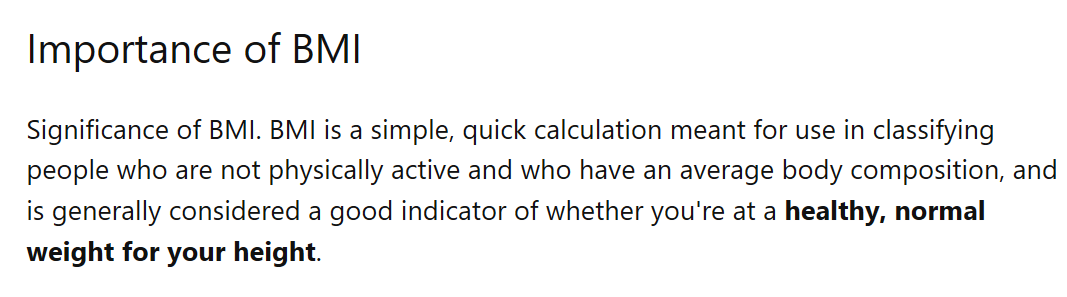 Importance of BMI
Significance of BMI. BMI is a simple, quick calculation meant for use in classifying
people who are not physically active and who have an average body composition, and
is generally considered a good indicator of whether you're at a healthy, normal
weight for your height.